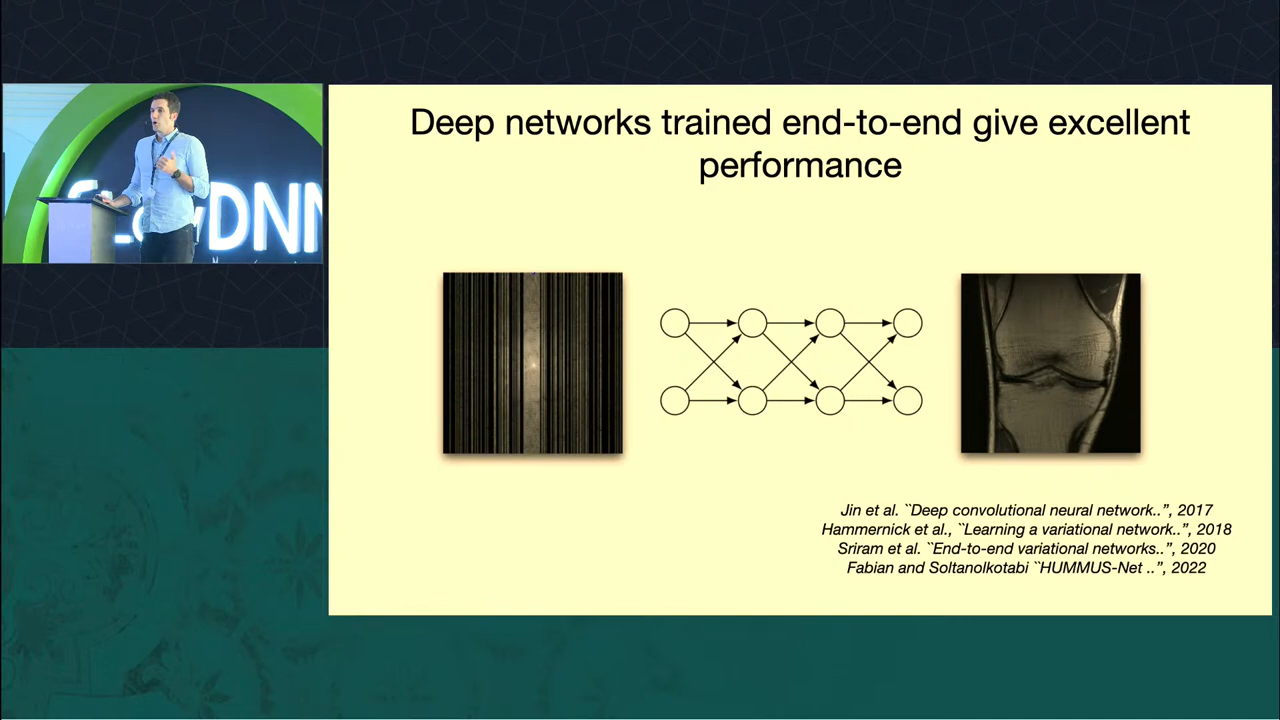 Deep networks trained end-to-end give excellent
performance
Jin et al. ``Deep convolutional neural network..”, 2017
Hammernick et al., ``Learning a variational network..”, 2018
Sriram et al. ``End-to-end variational networks..”, 2020
Fabian and Soltanolkotabi ``HUMMUS-Net ..”, 2022